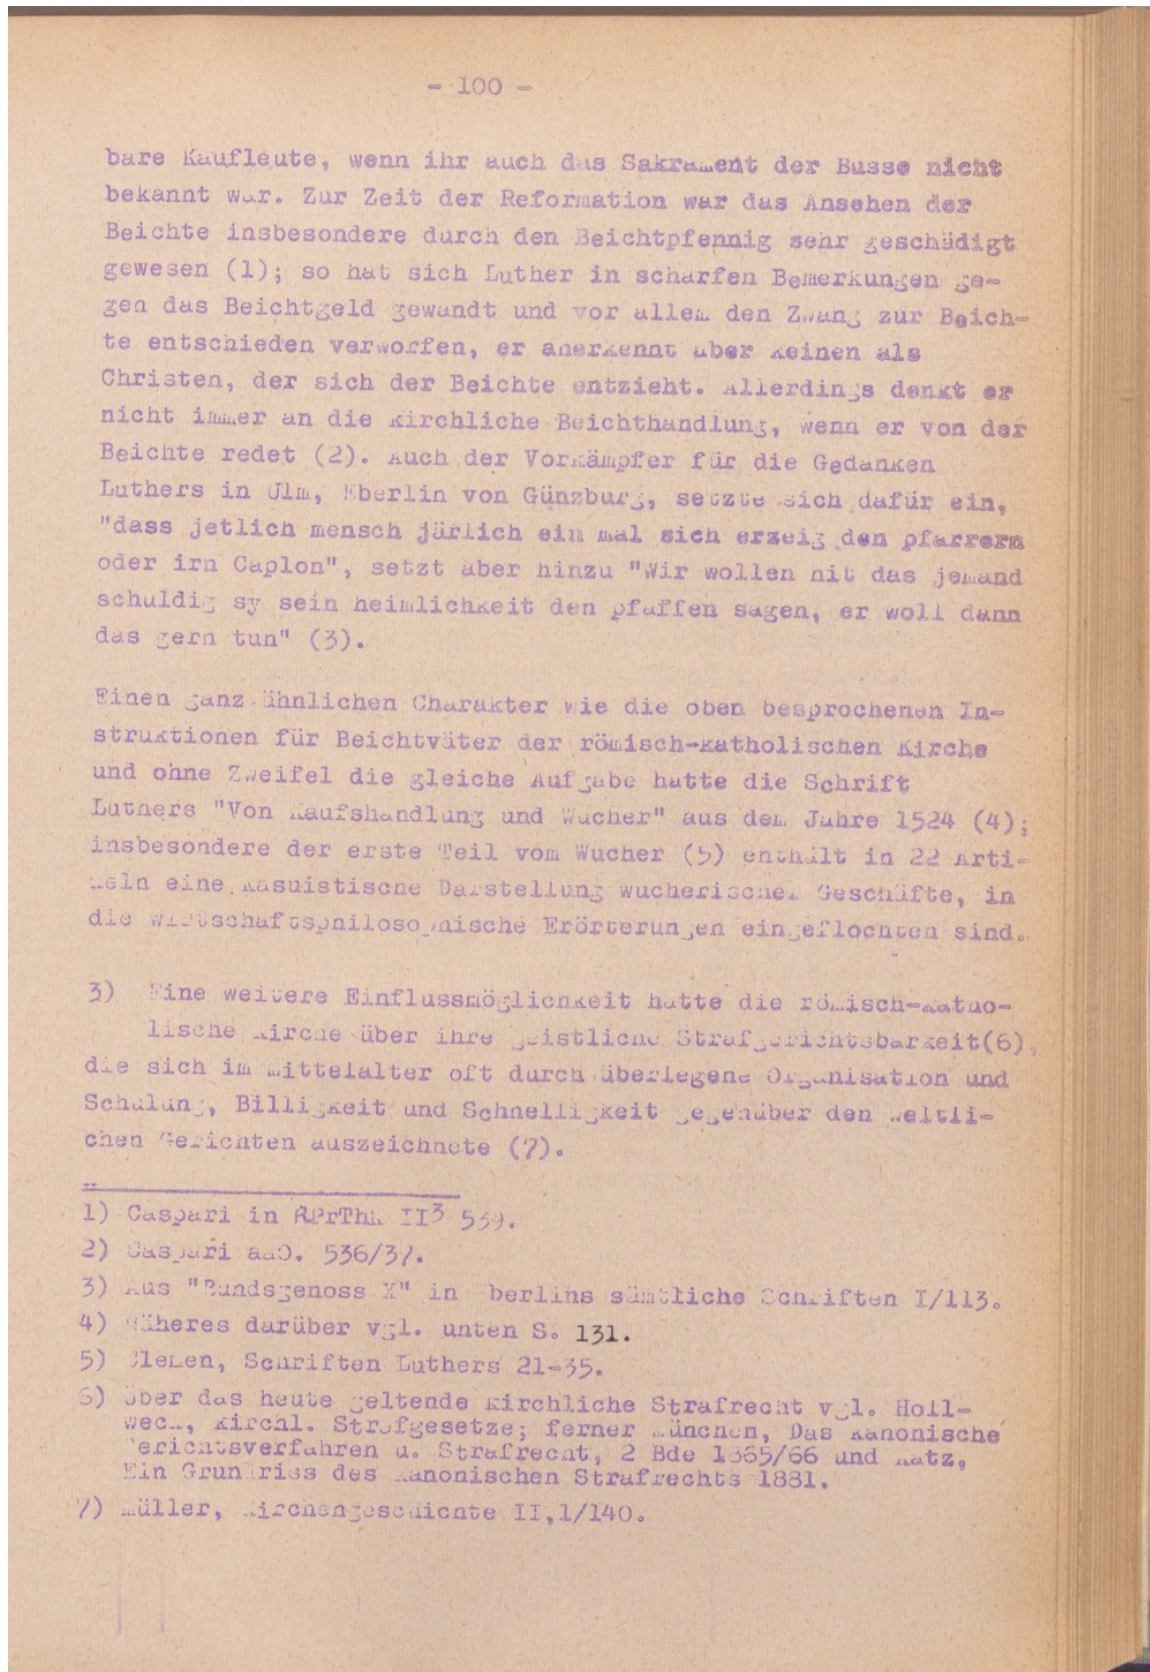 - 100 -
bare Kaufleute, wenn ihr auch das Sakrament der Busse nicht
bekannt war. Zur Zeit der Reformation war das Ansehen der
Beichte insbesondere durch den Beichtpfennig sehr geschädigt
gewesen (1); so hat sich Luther in scharfen Bemerkungen ge-
gen das Beichtgeld gewandt und vor allem den Zwang zur Beich-
te entschieden verworfen, er anerkennt aber keinen als
Christen, der sich der Beichte entzieht. Allerdings denkt er
nicht immer an die kirchliche Beichthandlung, wenn er von der
Beichte redet (2). Auch der Vorkämpfer für die Gedanken
Luthers in Ulm, Eberlin von Günzburg, setzte sich dafür ein,
"dass jetlich mensch järlich ein mal sich erzeig den pfarrern
oder irn Caplon", setzt aber hinzu "Wir wollen nit das jemand
schuldig sy sein heimlichkeit den pfaffen sagen, er woll dann
das gern tun" (3).
Einen ganz ähnlichen Charakter wie die oben besprochenen In-
struktionen für Beichtväter der römisch-katholischen Kirche
und ohne Zweifel die gleiche Aufgabe hatte die Schrift
Luthers "Von Kaufshandlung und Wucher" aus dem Jahre 1524 (4);
insbesondere der erste Teil vom Wucher (5) enthält in 22 Arti-
keln eine kasuistische Darstellung wucherischer Geschäfte, in
die wirtschaftsphilosophische Erörterungen eingeflochten sind.
3) Eine weitere Einflussmöglichkeit hatte die römisch-katho-
lische Kirche über ihre geistliche Strafgerichtsbarkeit(6),
die sich im Mittelalter oft durch überlegene Organisation und
Schulung, Billigkeit und Schnelligkeit gegenüber den weltli-
chen Gerichten auszeichnete (7).
1) Caspari in RPrThK II3 539.
2) Caspari aaO. 536/37.
3) Aus "Bundsgenoss X" in Eberlins sämtliche Schriften I/113.
4) Näheres darüber vgl. unten S. 131.
5) Clemen, Schriften Luthers 21-35.
6) Über das heute geltende kirchliche Strafrecht vgl. Holl-
weck, Kirchl. Strafgesetze; ferner München, Das kanonische
Gerichtsverfahren u. Strafrecht, 2 Bde 1865/66 und Katz,
Ein Grundriss des kanonischen Strafrechts 1881.
7) Müller, Kirchengeschichte II,1/140.